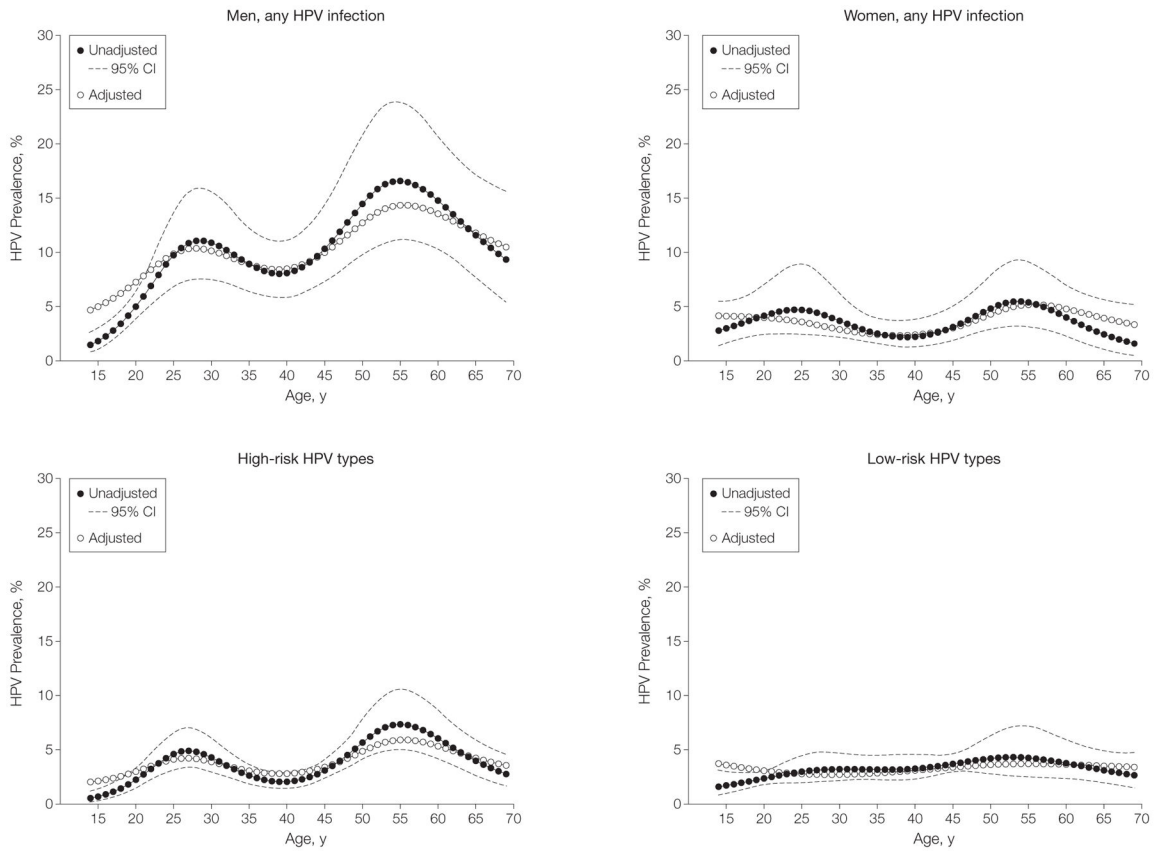 Men, any HPV infection
30
25
20
15
10
5
0
HPV Prevalence, %
Unadjusted
95% CI
Adjusted
15 20 25 30 35 40 45 50 55 60 65 70
Age, y
Women, any HPV infection
30
25
20
15
10
5
0
HPV Prevalence, %
Unadjusted
95% CI
Adjusted
15 20 25 30 35 40 45 50 55 60 65 70
Age, y
High-risk HPV types
30
25
20
15
10
5
0
HPV Prevalence, %
Unadjusted
95% CI
Adjusted
15 20 25 30 35 40 45 50 55 60 65 70
Age, y
Low-risk HPV types
30
25
20
15
10
5
0
HPV Prevalence, %
Unadjusted
95% CI
Adjusted
15 20 25 30 35 40 45 50 55 60 65 70
Age, y